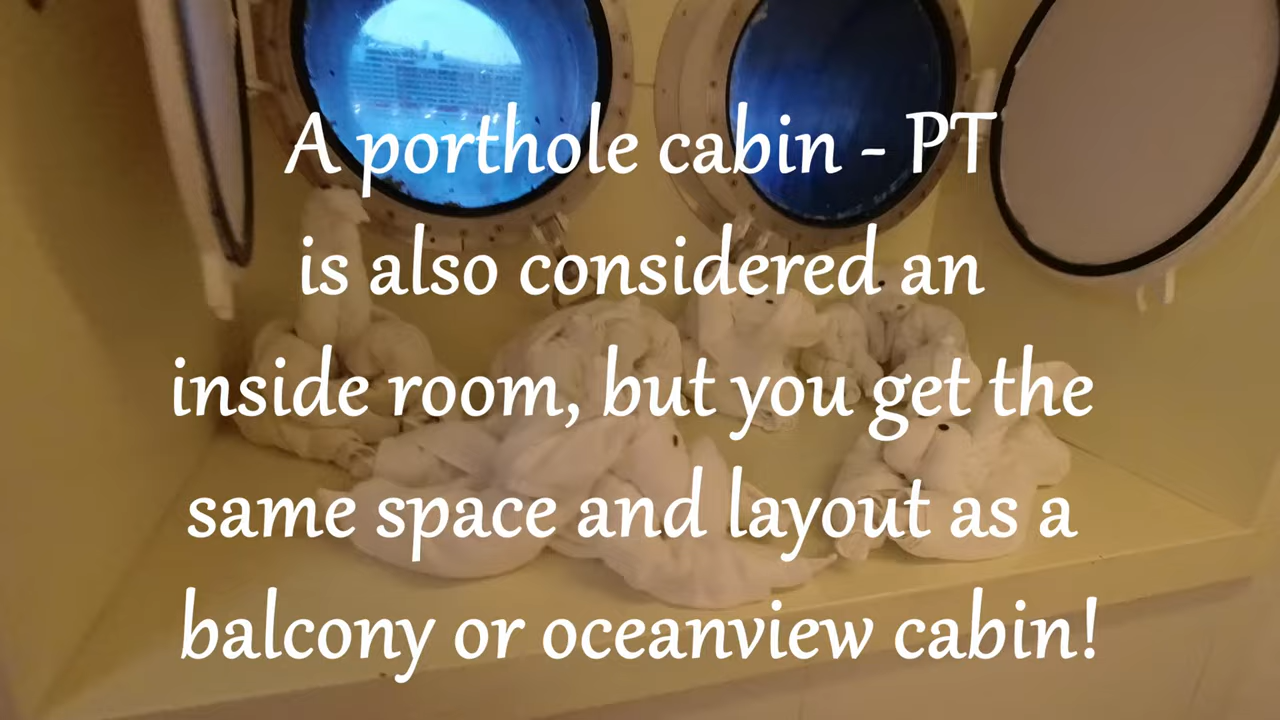 A porthole cabin - PT
is also considered an
inside room, but you get the
same space and layout as a
balcony or oceanview cabin!